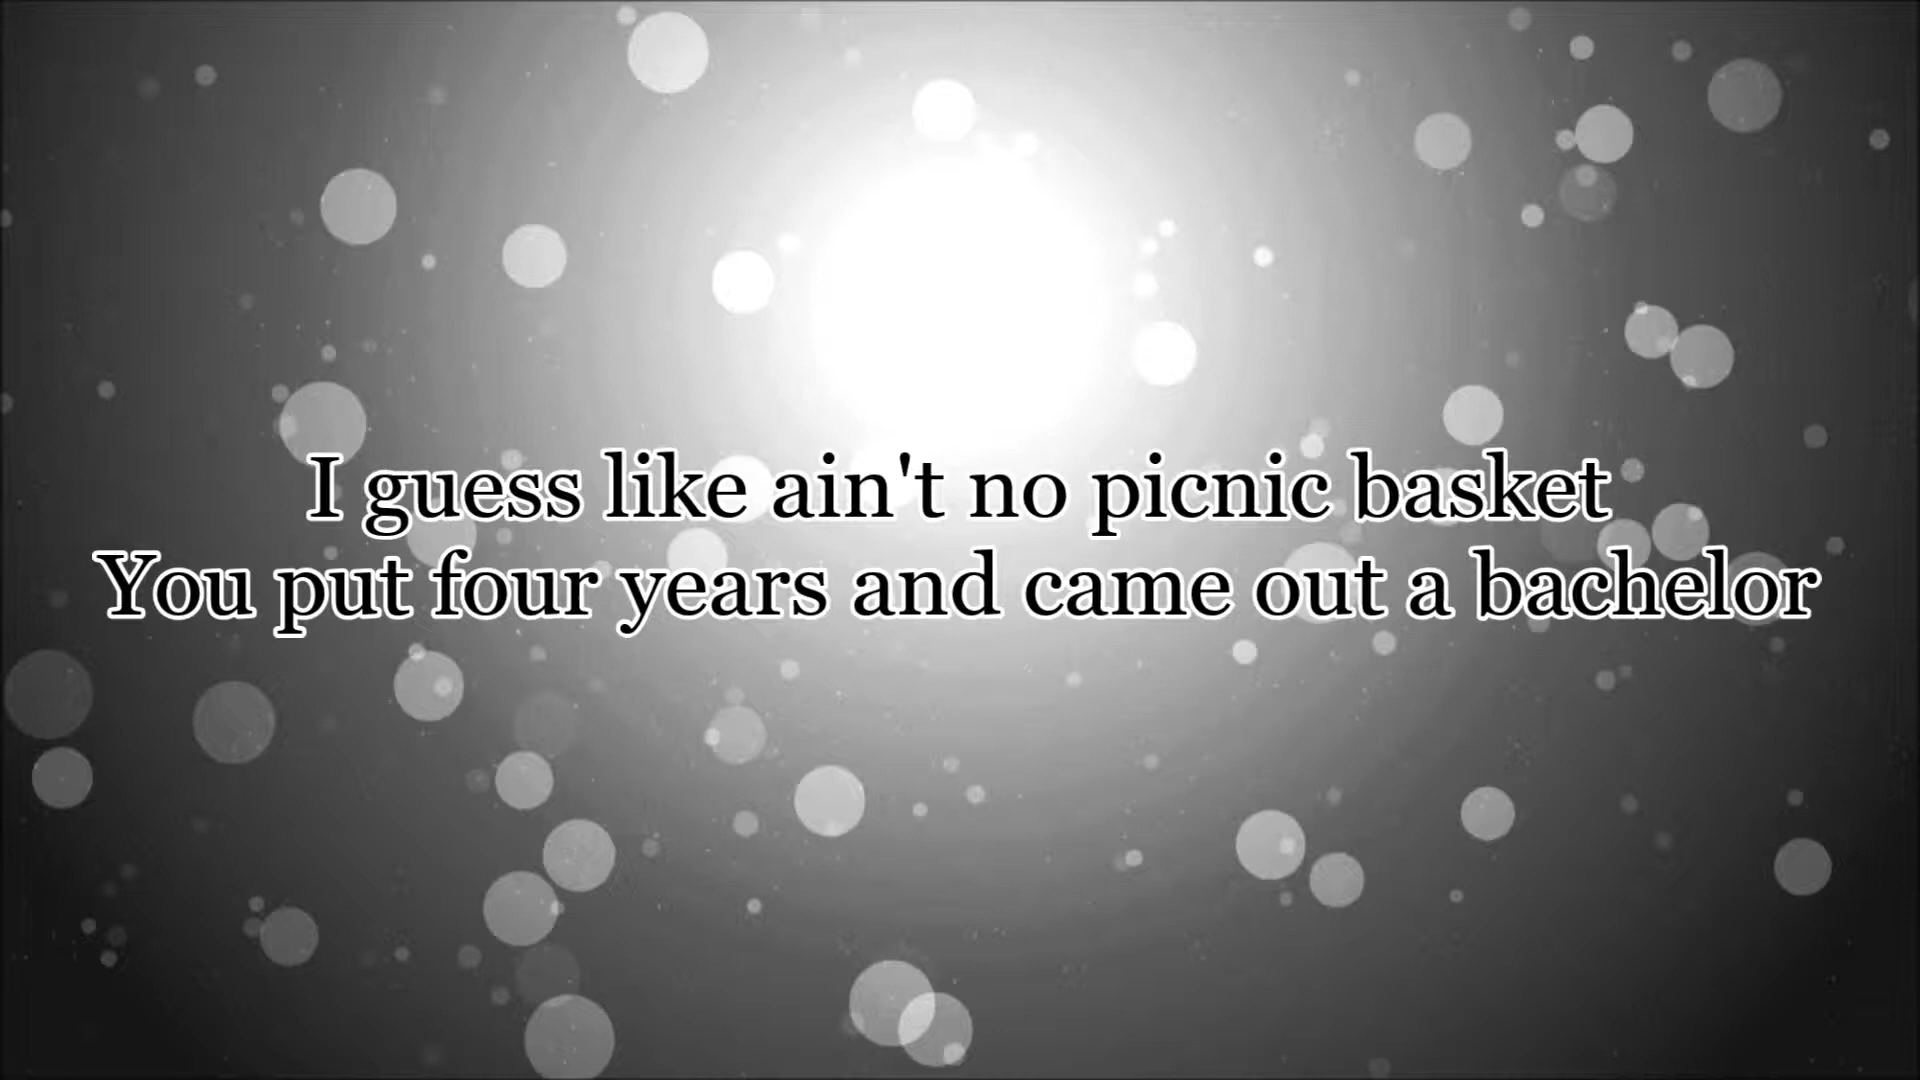 I guess like ain't no picnic basket
You put four years and came out a bachelor